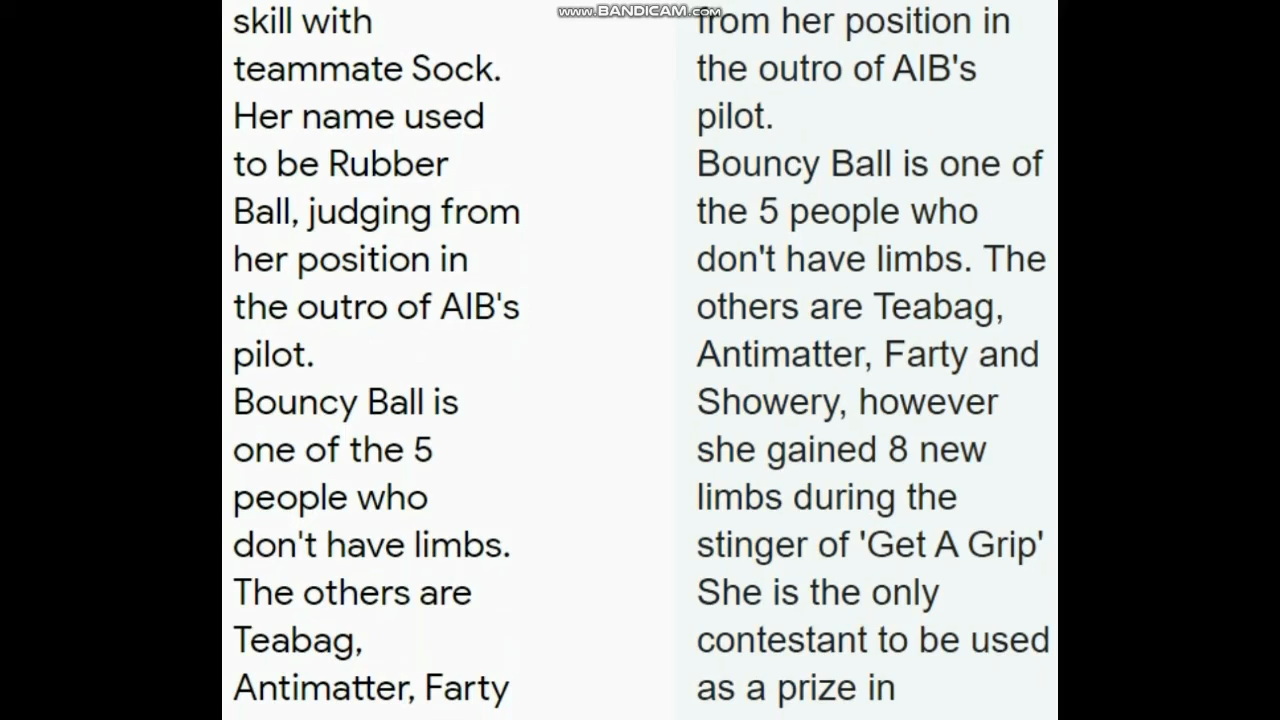 www.BANDICAM.com
skill with
teammate Sock.
Her name used
to be Rubber
Ball, judging from
her position in
the outro of AIB's
pilot.
Bouncy Ball is
one of the 5
people who
don't have limbs.
The others are
Teabag,
Antimatter, Farty
from her position in
the outro of AIB's
pilot.
Bouncy Ball is one of
the 5 people who
don't have limbs. The
others are Teabag,
Antimatter, Farty and
Showery, however
she gained 8 new
limbs during the
stinger of 'Get A Grip'
She is the only
contestant to be used
as a prize in